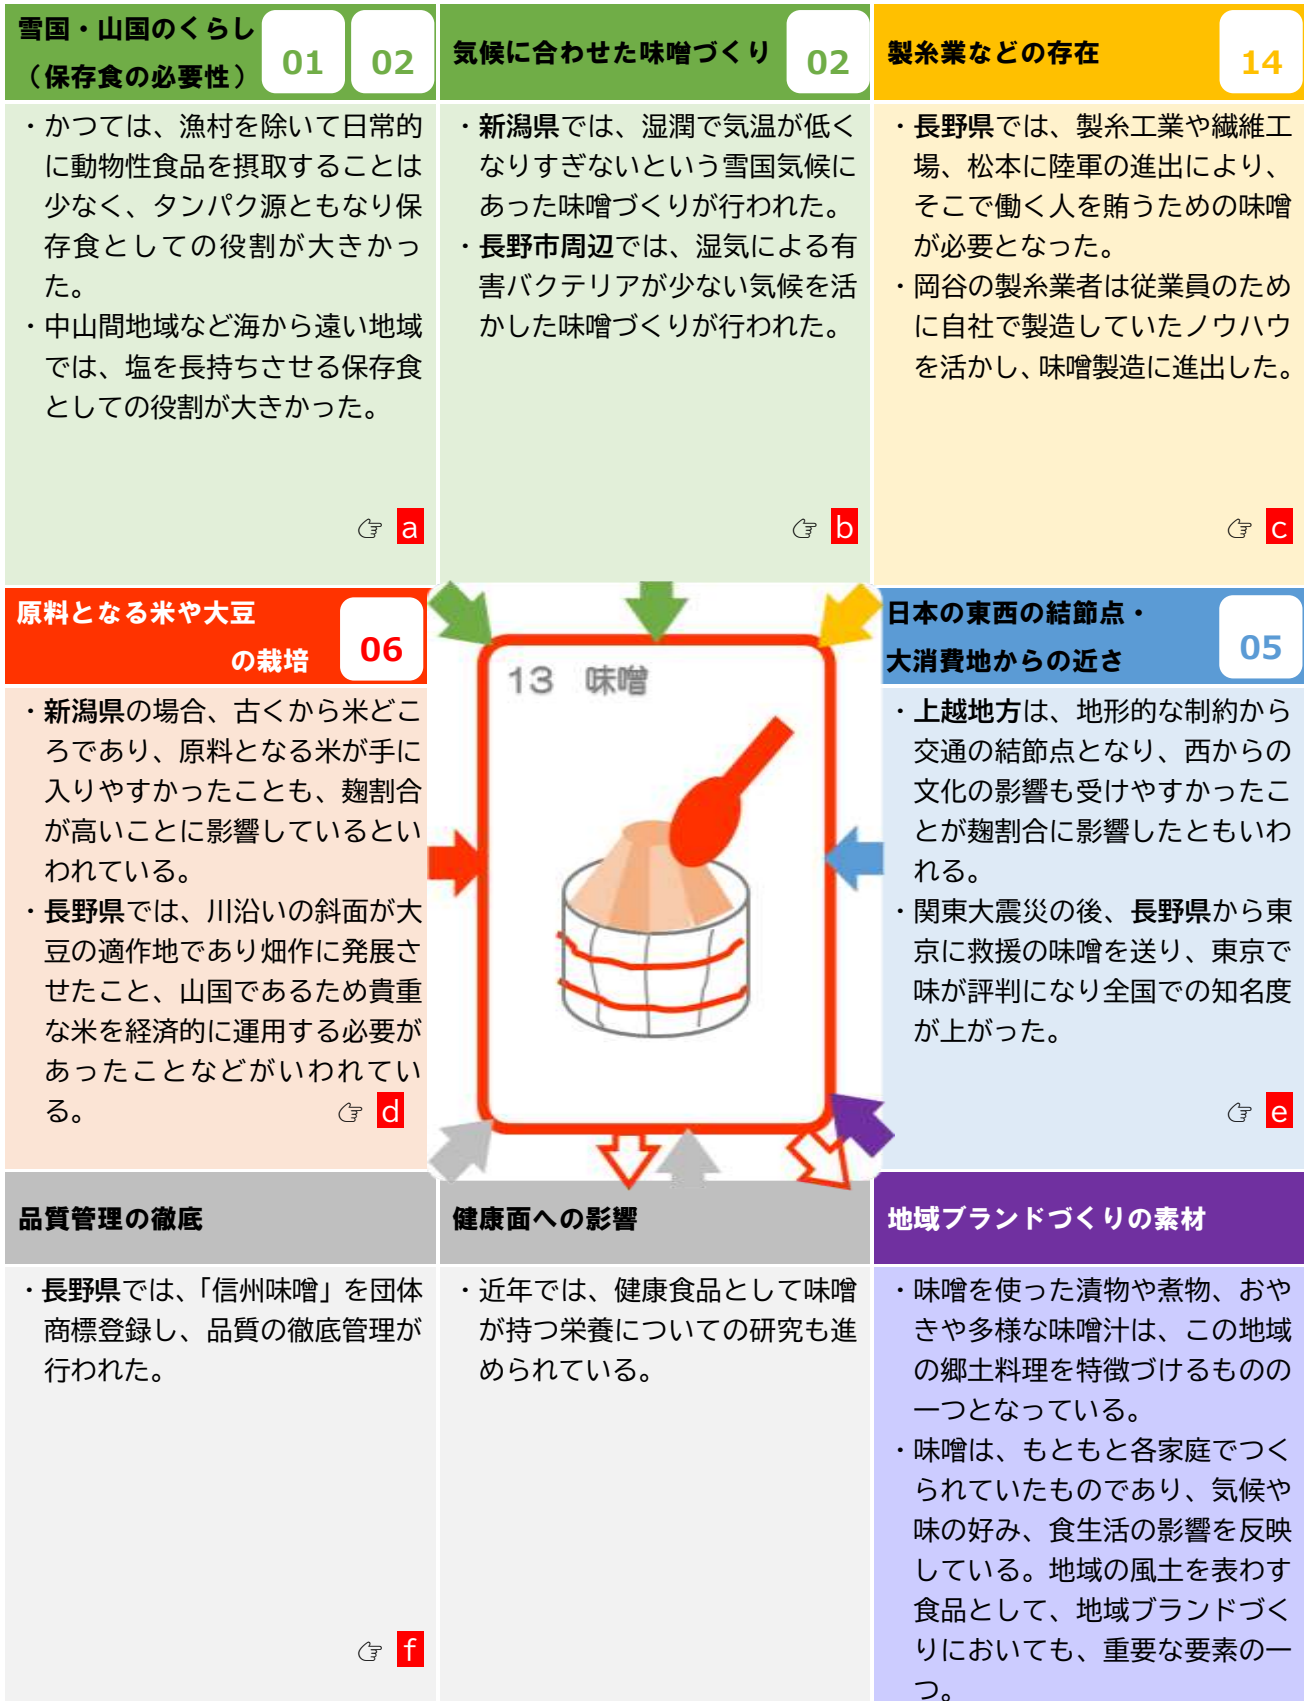 雪国・山国のくらし
（保存食の必要性）
01
02
・かつては、漁村を除いて日常的
に動物性食品を摂取することは
少なく、タンパク源ともなり保
存食としての役割が大きかっ
た。
・中山間地域など海から遠い地域
では、塩を長持ちさせる保存食
としての役割が大きかった。
☞ a
気候に合わせた味噌づくり
02
・新潟県では、湿潤で気温が低く
なりすぎないという雪国気候に
あった味噌づくりが行われた。
・長野市周辺では、湿気による有
害バクテリアが少ない気候を活
かした味噌づくりが行われた。
☞ b
製糸業などの存在
14
・長野県では、製糸工業や繊維工
場、松本に陸軍の進出により、
そこで働く人を賄うための味噌
が必要となった。
・岡谷の製糸業者は従業員のため
に自社で製造していたノウハウ
を活かし、味噌製造に進出した。
☞ c
原料となる米や大豆
の栽培
06
・新潟県の場合、古くから米どこ
ろであり、原料となる米が手に
入りやすかったことも、麹割合
が高いことに影響しているとい
われている。
・長野県では、川沿いの斜面が大
豆の適作地であり畑作に発展さ
せたこと、山国であるため貴重
な米を経済的に運用する必要が
あったことなどがいわれてい
る。
☞ d
13 味噌
日本の東西の結節点・
大消費地からの近さ
05
・上越地方は、地形的な制約から
交通の結節点となり、西からの
文化の影響も受けやすかったこ
とが麹割合に影響したともいわ
れる。
・関東大震災の後、長野県から東
京に救援の味噌を送り、東京で
味が評判になり全国での知名度
が上がった。
☞ e
品質管理の徹底
・長野県では、「信州味噌」を団体
商標登録し、品質の徹底管理が
行われた。
☞ f
健康面への影響
・近年では、健康食品として味噌
が持つ栄養についての研究も進
められている。
地域ブランドづくりの素材
・味噌を使った漬物や煮物、おや
きや多様な味噌汁は、この地域
の郷土料理を特徴づけるものの
一つとなっている。
・味噌は、もともと各家庭でつく
られていたものであり、気候や
味の好み、食生活の影響を反映
している。地域の風土を表わす
食品として、地域ブランドづく
りにおいても、重要な要素の一
つ。